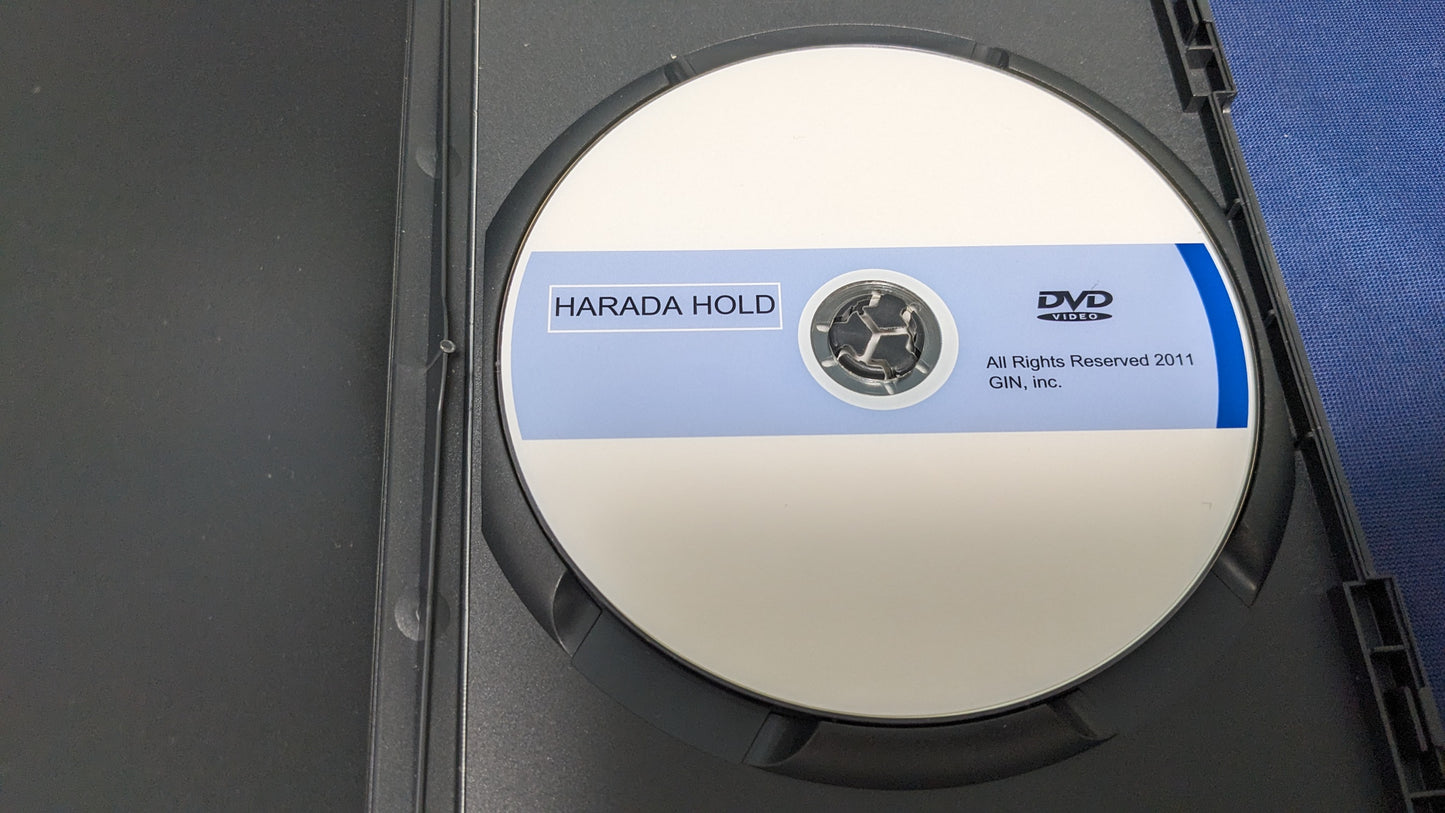 HARADA HOLD
DVD
VIDEO
All Rights Reserved 2011
GIN, inc.